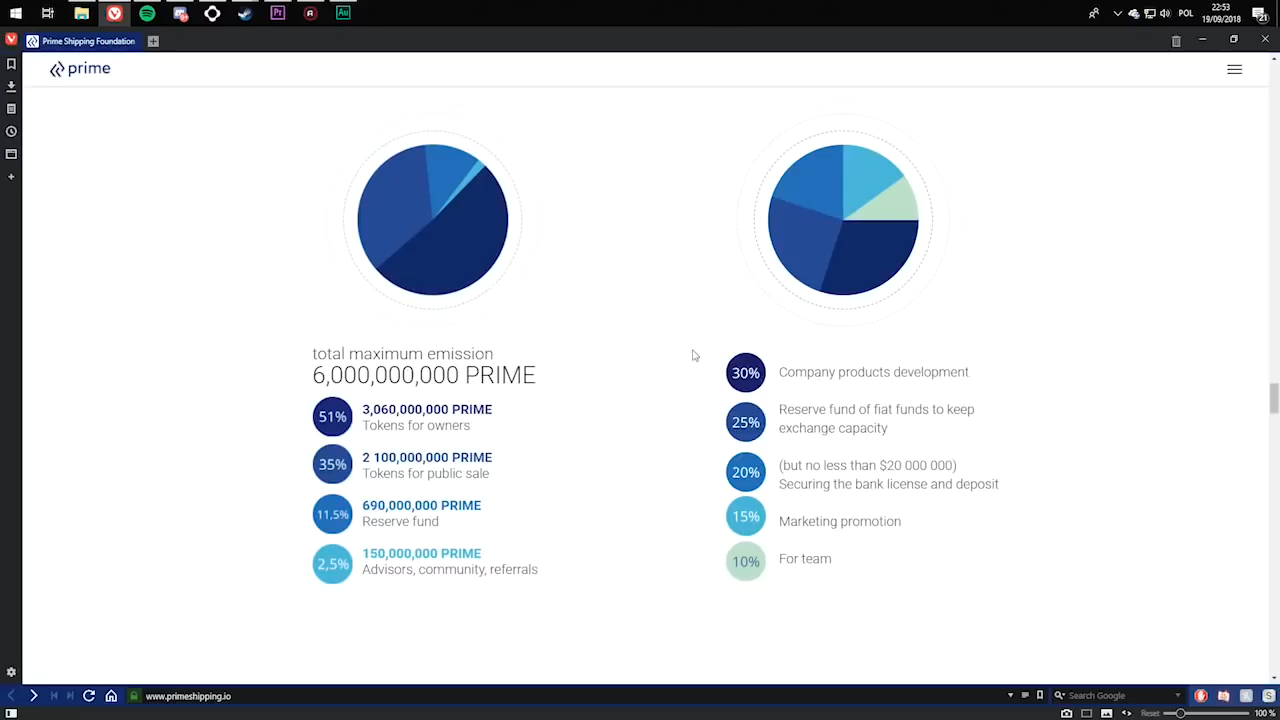 Pr
Au
POL
22:53
19/09/2018
21
Prime Shipping Foundation
prime
total maximum emission
6,000,000,000 PRIME
51%
3,060,000,000 PRIME
Tokens for owners
35%
2 100,000,000 PRIME
Tokens for public sale
11,5%
690,000,000 PRIME
Reserve fund
2,5%
150,000,000 PRIME
Advisors, community, referrals
30%
Company products development
25%
Reserve fund of fiat funds to keep
exchange capacity
20%
(but no less than $20 000 000)
Securing the bank license and deposit
15%
Marketing promotion
10%
For team
www.primeshipping.io
Search Google
Reset
100 %